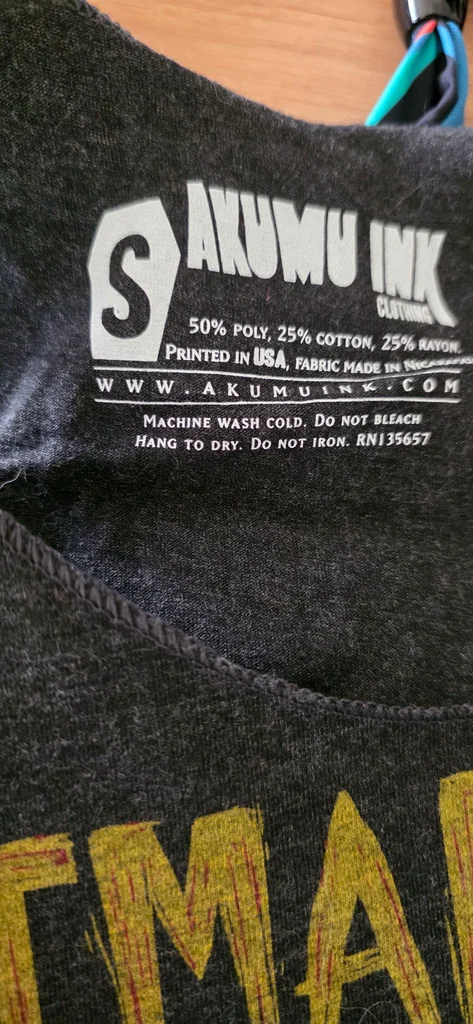 S
AKUMU INK
CLOTHING
50% POLY, 25% COTTON, 25% RAYON.
PRINTED IN USA, FABRIC MADE IN
WWW.AKUMUINK.COM
MACHINE WASH COLD. DO NOT BLEACH
HANG TO DRY. DO NOT IRON. RN135657
TMA